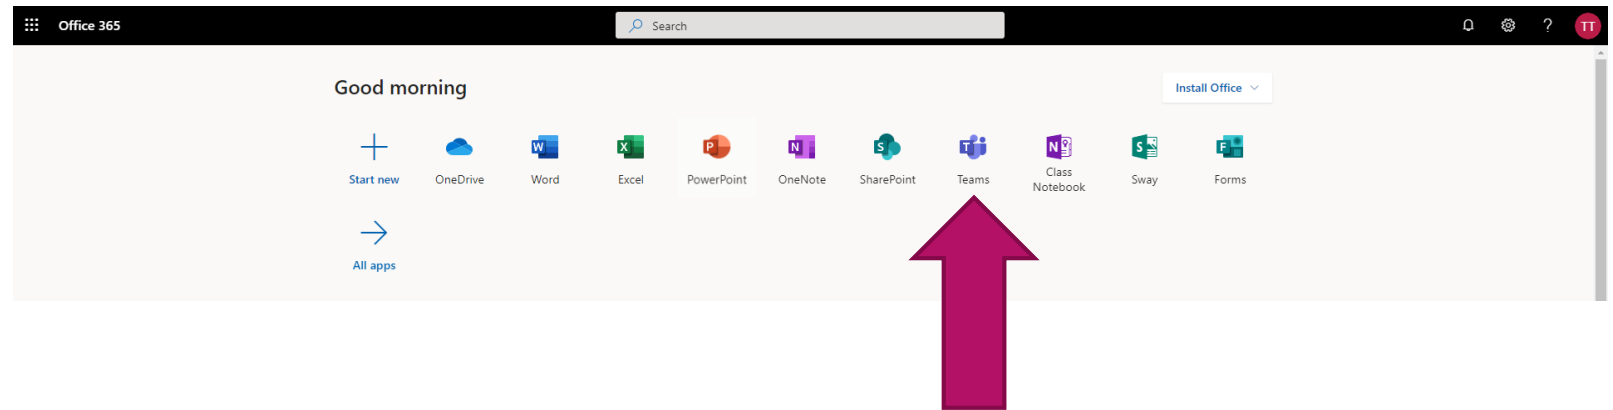 Office 365
Search
?
TT
Good morning
Install Office
Start new
OneDrive
W
Word
X
Excel
P
PowerPoint
N
OneNote
S
SharePoint
T
Teams
N
Class
Notebook
S
Sway
F
Forms
All apps